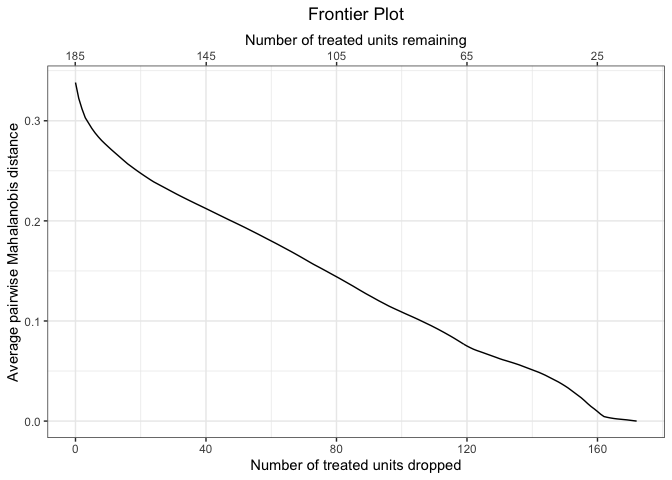 Frontier Plot
Number of treated units remaining
185 145 105 65 25
Average pairwise Mahalanobis distance
0.3
0.2
0.1
0.0
0 40 80 120 160
Number of treated units dropped